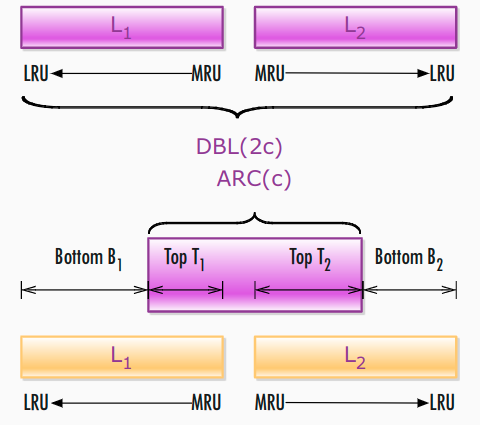 L1 L2
LRU MRU MRU LRU
DBL(2c)
ARC(c)
Bottom B1 Top T1 Top T2 Bottom B2
L1 L2
LRU MRU MRU LRU